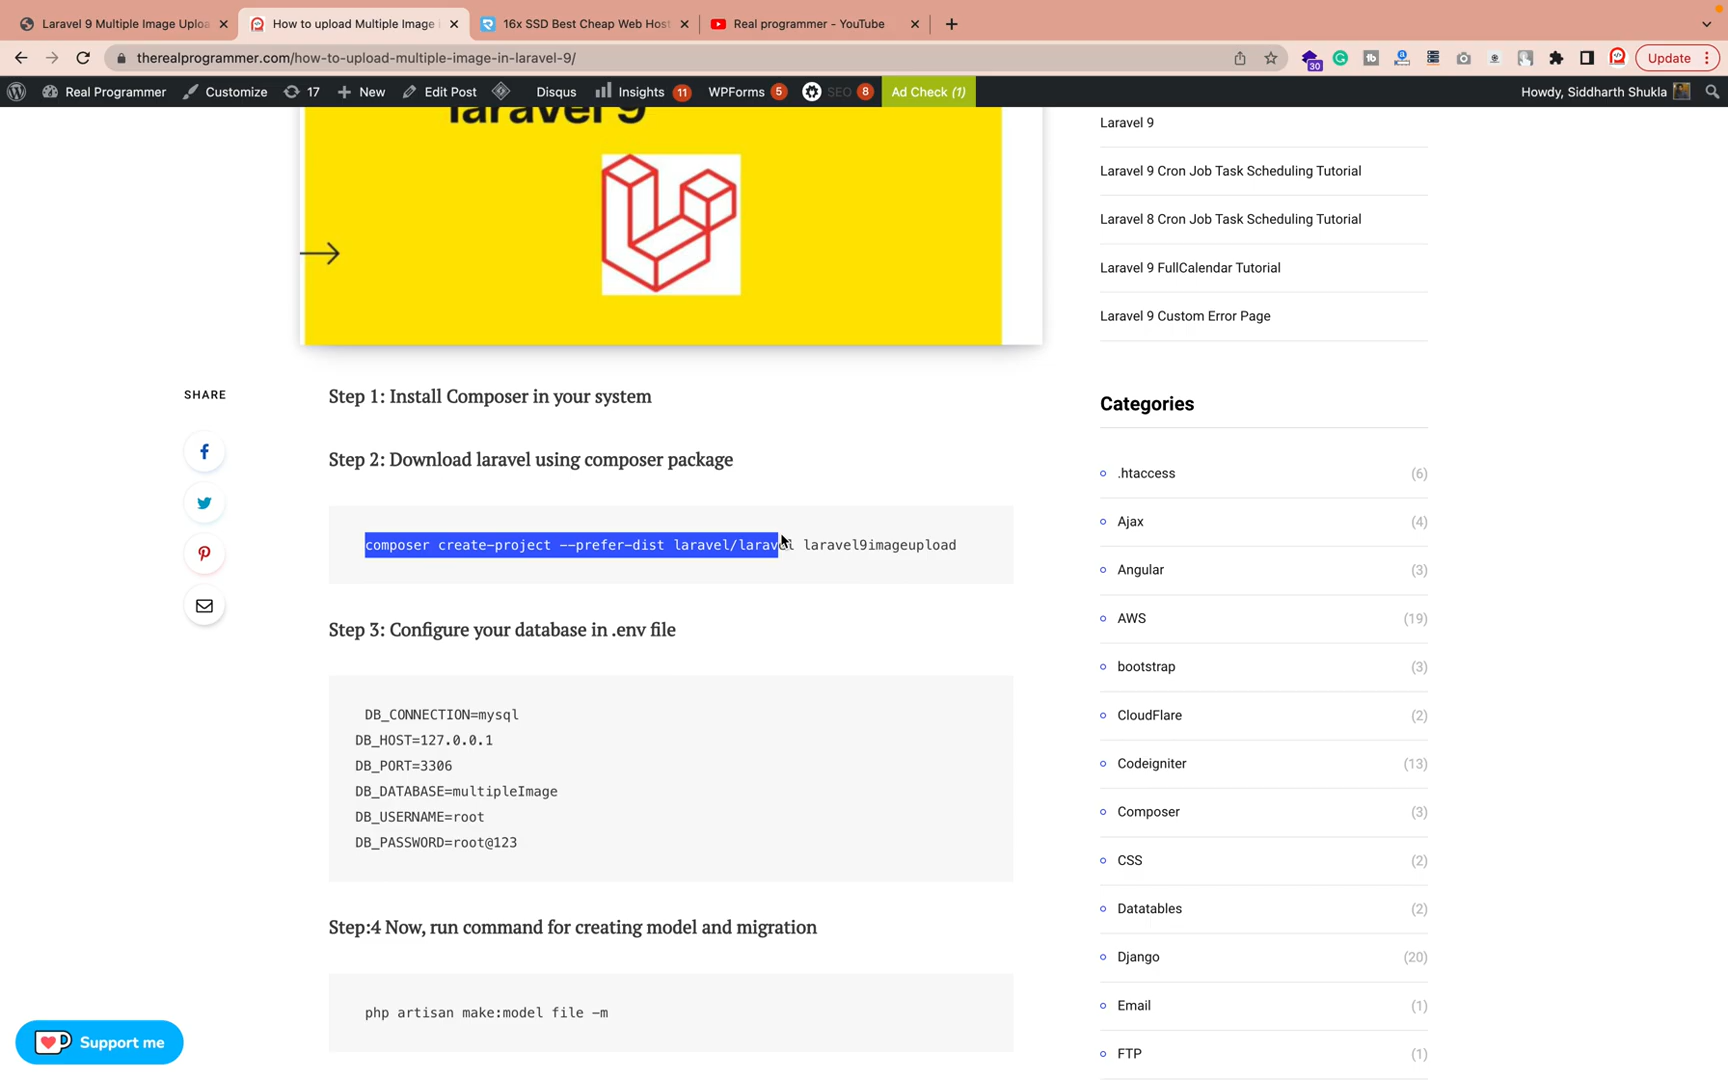 Laravel 9 Multiple Image Uploa
How to upload Multiple Image i
16x SSD Best Cheap Web Host
Real programmer - YouTube
therealprogrammer.com/how-to-upload-multiple-image-in-laravel-9/
30
Update
Real Programmer
Customize
17
New
Edit Post
Disqus
Insights 11
WPForms 5
SEO 8
Ad Check (1)
Howdy, Siddharth Shukla
laravel 9
SHARE
Step 1: Install Composer in your system
Step 2: Download laravel using composer package
composer create-project --prefer-dist laravel/laravel laravel9imageupload
Step 3: Configure your database in .env file
DB_CONNECTION=mysql
DB_HOST=127.0.0.1
DB_PORT=3306
DB_DATABASE=multipleImage
DB_USERNAME=root
DB_PASSWORD=root@123
Step:4 Now, run command for creating model and migration
php artisan make:model file -m
Laravel 9
Laravel 9 Cron Job Task Scheduling Tutorial
Laravel 8 Cron Job Task Scheduling Tutorial
Laravel 9 FullCalendar Tutorial
Laravel 9 Custom Error Page
Categories
.htaccess (6)
Ajax (4)
Angular (3)
AWS (19)
bootstrap (3)
CloudFlare (2)
Codeigniter (13)
Composer (3)
CSS (2)
Datatables (2)
Django (20)
Email (1)
FTP (1)
Support me